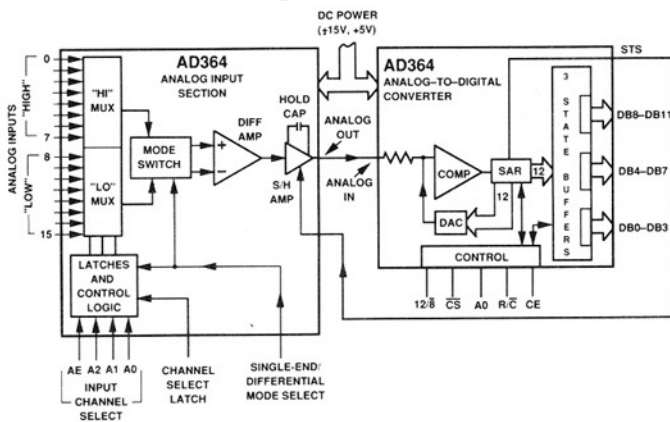 DC POWER
(±15V, +5V)
STS
0
"HIGH"
7
8
"LOW"
15
ANALOG INPUTS
AD364
ANALOG INPUT
SECTION
"HI"
MUX
"LO"
MUX
MODE
SWITCH
DIFF
AMP
+
−
HOLD
CAP
S/H
AMP
ANALOG
OUT
ANALOG
IN
LATCHES
AND
CONTROL
LOGIC
AE A2 A1 A0
INPUT
CHANNEL
SELECT
CHANNEL
SELECT
LATCH
SINGLE-END/
DIFFERENTIAL
MODE SELECT
AD364
ANALOG–TO–DIGITAL
CONVERTER
COMP
SAR
12
12
DAC
CONTROL
12/8̅ C̅S̅ A0 R/C̅ CE
3
STATE
BUFFERS
DB8–DB11
DB4–DB7
DB0–DB3